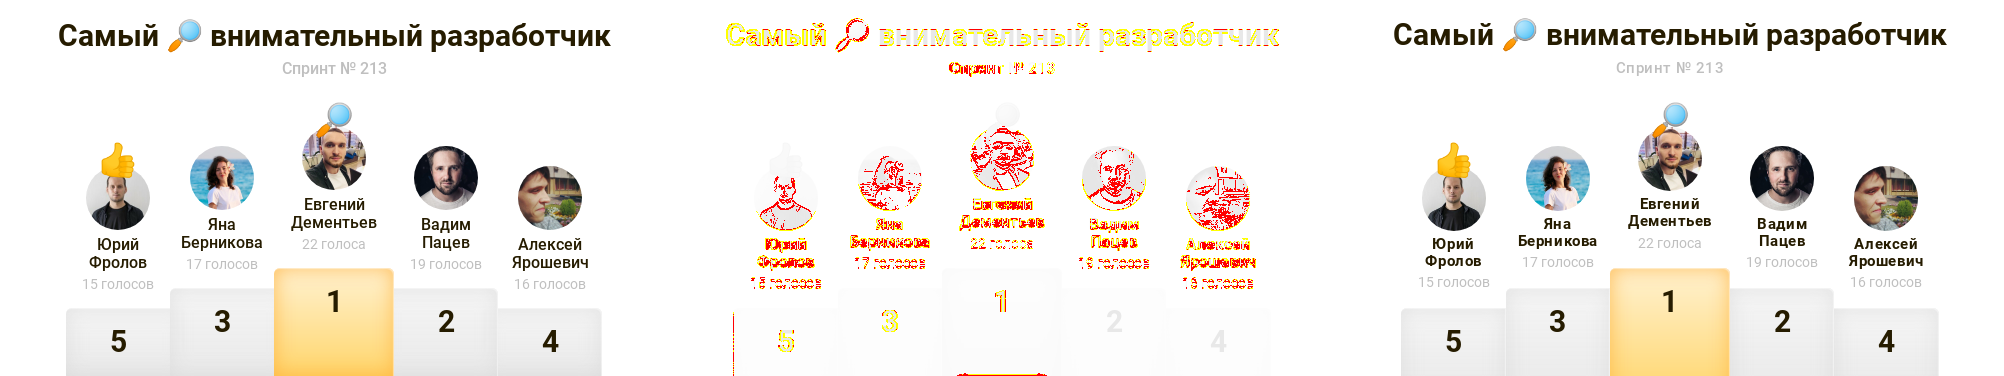 Самый 🔎 внимательный разработчик
Спринт № 213
Евгений
Дементьев
22 голоса
Яна
Берникова
17 голосов
Вадим
Пацев
19 голосов
Юрий
Фролов
15 голосов
Алексей
Ярошевич
16 голосов
1
3
2
5
4
Самый 🔎 внимательный разработчик
Спринт № 213
Евгений
Дементьев
22 голоса
Яна
Берникова
17 голосов
Вадим
Пацев
19 голосов
Юрий
Фролов
15 голосов
Алексей
Ярошевич
16 голосов
1
3
2
5
4
Самый 🔎 внимательный разработчик
Спринт № 213
Евгений
Дементьев
22 голоса
Яна
Берникова
17 голосов
Вадим
Пацев
19 голосов
Юрий
Фролов
15 голосов
Алексей
Ярошевич
16 голосов
1
3
2
5
4